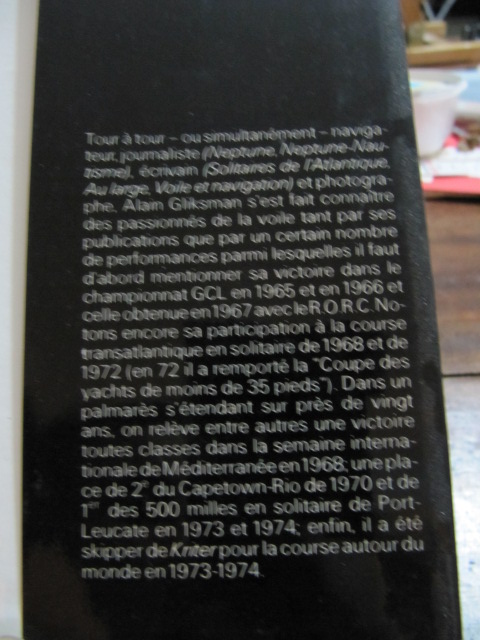 Tour à tour – ou simultanément – naviga-
teur, journaliste (Neptune, Neptune-Nau-
tisme), écrivain (Solitaires de l'Atlantique,
Au large, Voile et navigation) et photogra-
phe, Alain Gliksman s'est fait connaître
des passionnés de la voile tant par ses
publications que par un certain nombre
de performances parmi lesquelles il faut
d'abord mentionner sa victoire dans le
championnat GCL en 1965 et en 1966 et
celle obtenue en 1967 avec le R.O.R.C. No-
tons encore sa participation à la course
transatlantique en solitaire de 1968 et de
1972 (en 72 il a remporté la "Coupe des
yachts de moins de 35 pieds"). Dans un
palmarès s'étendant sur près de vingt
ans, on relève entre autres une victoire
toutes classes dans la semaine interna-
tionale de Méditerranée en 1968; une pla-
ce de 2e du Capetown-Rio de 1970 et de
1er des 500 milles en solitaire de Port-
Leucate en 1973 et 1974; enfin, il a été
skipper de Kriter pour la course autour du
monde en 1973-1974.